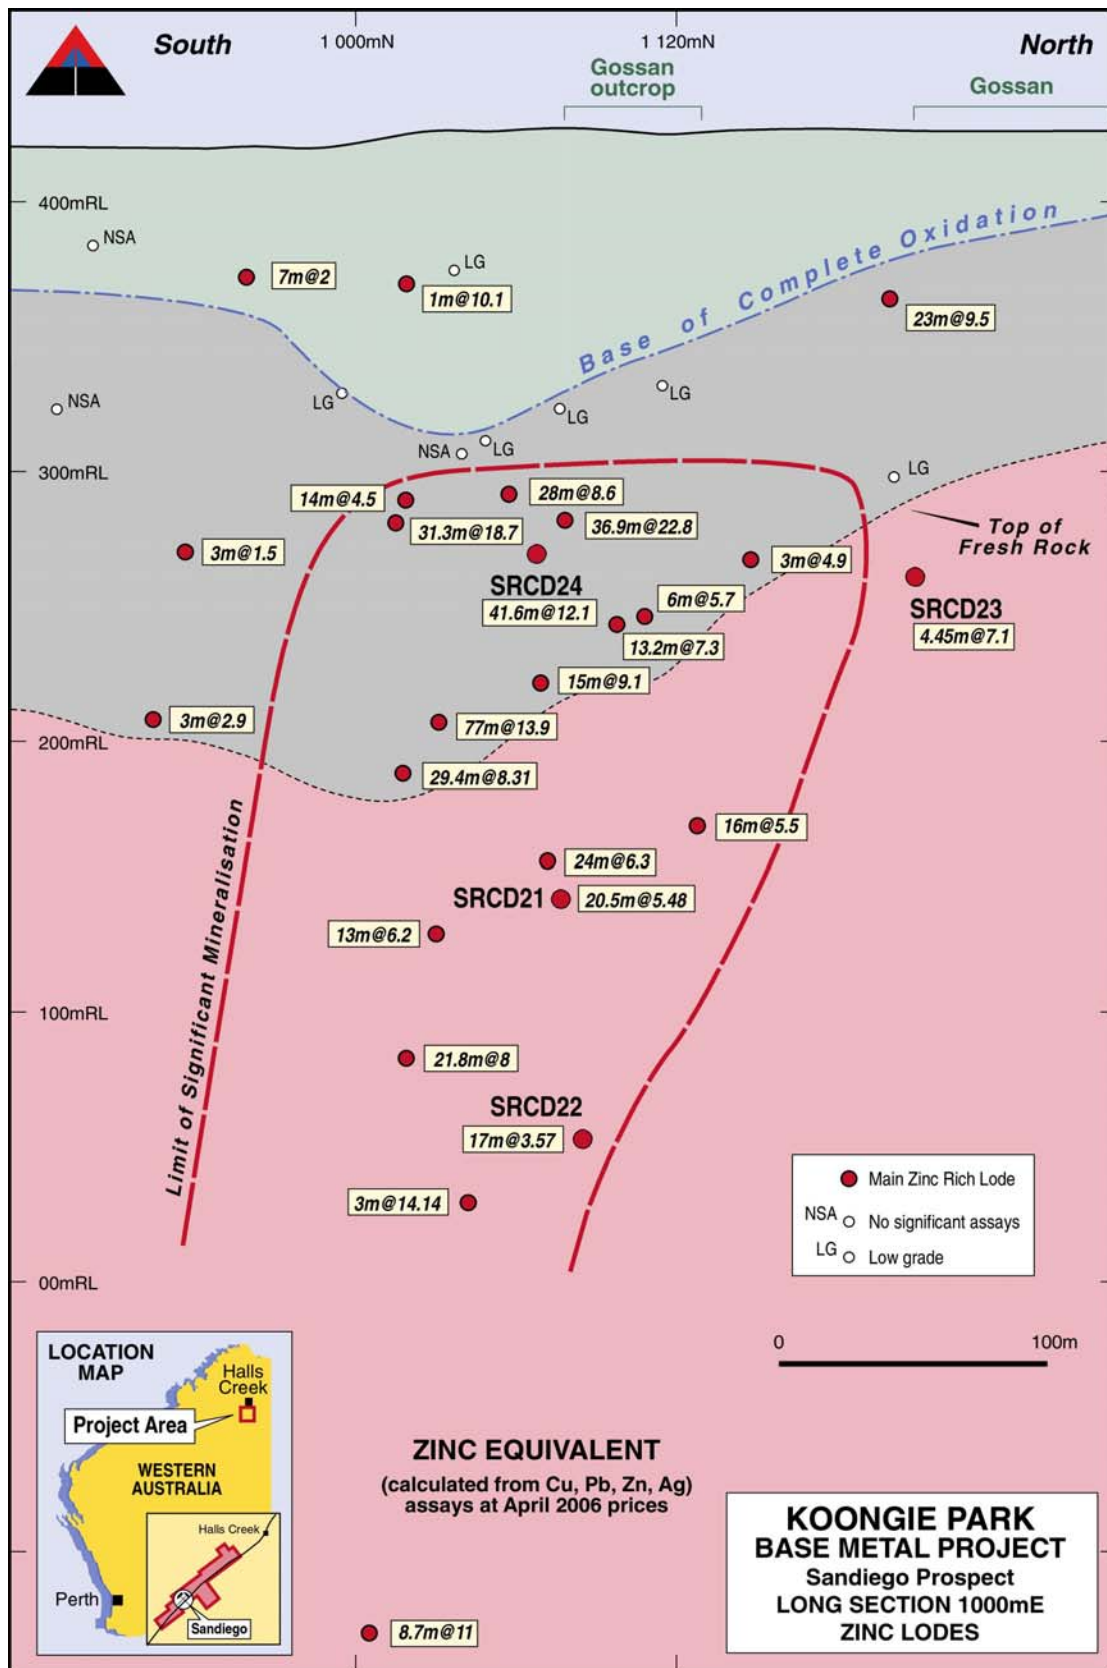 South
1 000mN
1 120mN
North
Gossan
outcrop
Gossan
400mRL
NSA
7m@2
LG
1m@10.1
Base of Complete Oxidation
23m@9.5
NSA
LG
LG
LG
NSA
LG
300mRL
LG
14m@4.5
28m@8.6
31.3m@18.7
36.9m@22.8
Top of
Fresh Rock
3m@1.5
SRCD24
3m@4.9
41.6m@12.1
6m@5.7
SRCD23
13.2m@7.3
4.45m@7.1
15m@9.1
3m@2.9
77m@13.9
200mRL
29.4m@8.31
16m@5.5
24m@6.3
SRCD21
20.5m@5.48
13m@6.2
Limit of Significant Mineralisation
100mRL
21.8m@8
SRCD22
17m@3.57
3m@14.14
Main Zinc Rich Lode
NSA No significant assays
LG Low grade
00mRL
0
100m
LOCATION
MAP
Halls
Creek
Project Area
WESTERN
AUSTRALIA
Halls Creek
Perth
Sandiego
ZINC EQUIVALENT
(calculated from Cu, Pb, Zn, Ag)
assays at April 2006 prices
8.7m@11
KOONGIE PARK
BASE METAL PROJECT
Sandiego Prospect
LONG SECTION 1000mE
ZINC LODES